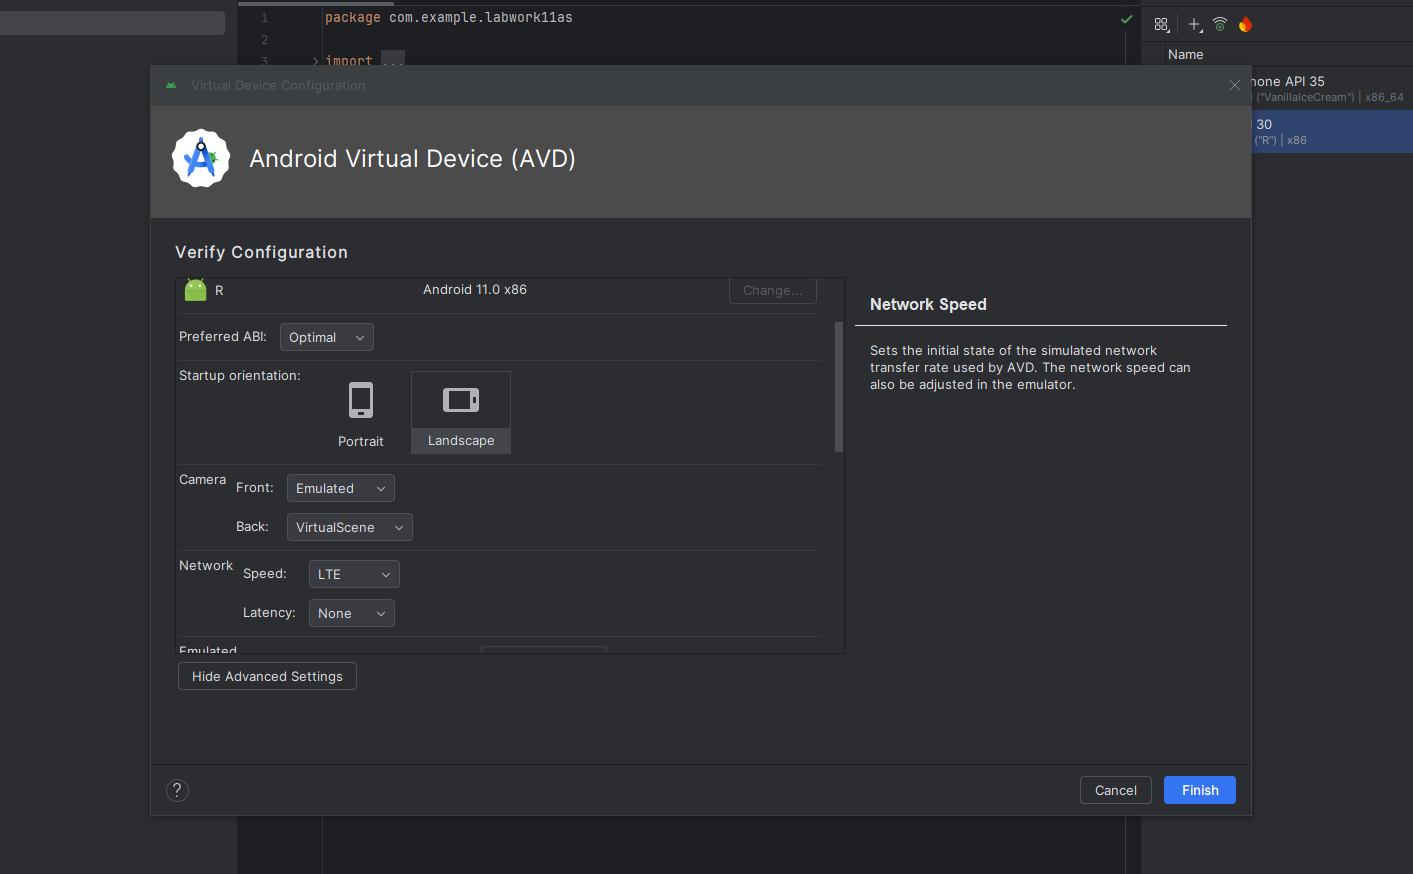 1 package com.example.labwork11as
2
3 import ...
Name
hone API 35
("VanillaIceCream") | x86_64
30
("R") | x86
Virtual Device Configuration
Android Virtual Device (AVD)
Verify Configuration
R Android 11.0 x86 Change...
Preferred ABI: Optimal
Startup orientation:
Portrait
Landscape
Camera Front: Emulated
Back: VirtualScene
Network Speed: LTE
Latency: None
Emulated
Hide Advanced Settings
Network Speed
Sets the initial state of the simulated network
transfer rate used by AVD. The network speed can
also be adjusted in the emulator.
?
Cancel
Finish